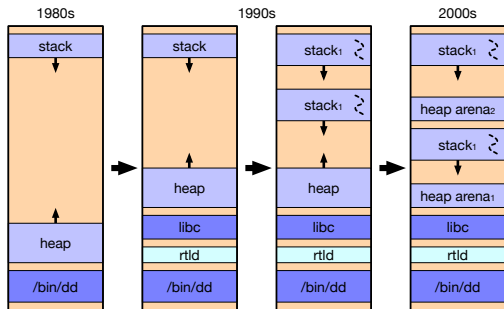 1980s
1990s
2000s
stack
heap
/bin/dd
stack
heap
libc
rtld
/bin/dd
stack₁
stack₁
heap
libc
rtld
/bin/dd
stack₁
heap arena₂
stack₁
heap arena₁
libc
rtld
/bin/dd